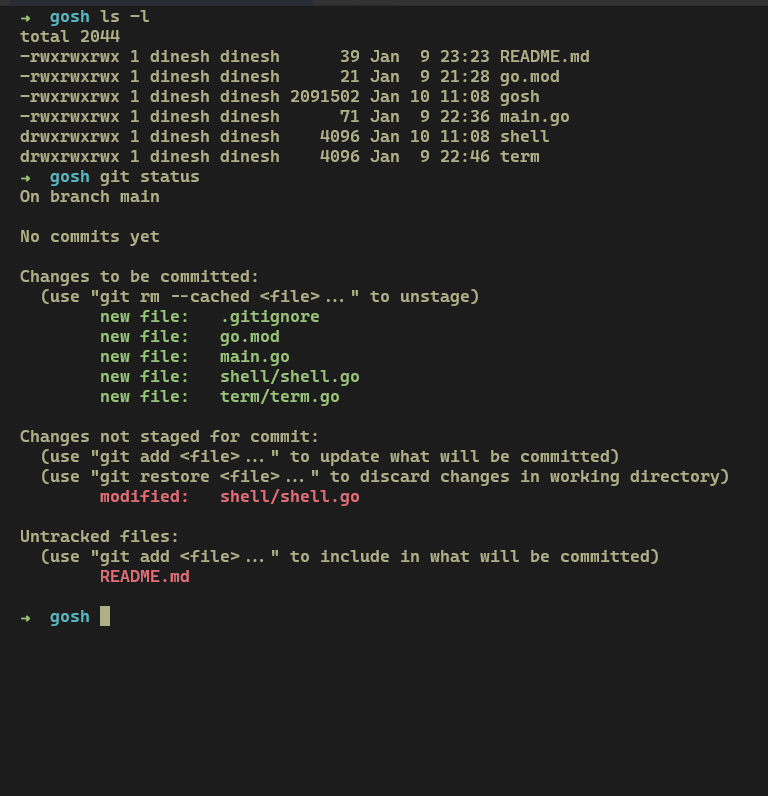 ➜  gosh ls -l
total 2044
-rwxrwxrwx 1 dinesh dinesh      39 Jan  9 23:23 README.md
-rwxrwxrwx 1 dinesh dinesh      21 Jan  9 21:28 go.mod
-rwxrwxrwx 1 dinesh dinesh 2091502 Jan 10 11:08 gosh
-rwxrwxrwx 1 dinesh dinesh      71 Jan  9 22:36 main.go
drwxrwxrwx 1 dinesh dinesh    4096 Jan 10 11:08 shell
drwxrwxrwx 1 dinesh dinesh    4096 Jan  9 22:46 term
➜  gosh git status
On branch main

No commits yet

Changes to be committed:
  (use "git rm --cached <file>..." to unstage)
        new file:   .gitignore
        new file:   go.mod
        new file:   main.go
        new file:   shell/shell.go
        new file:   term/term.go

Changes not staged for commit:
  (use "git add <file>..." to update what will be committed)
  (use "git restore <file>..." to discard changes in working directory)
        modified:   shell/shell.go

Untracked files:
  (use "git add <file>..." to include in what will be committed)
        README.md

➜  gosh